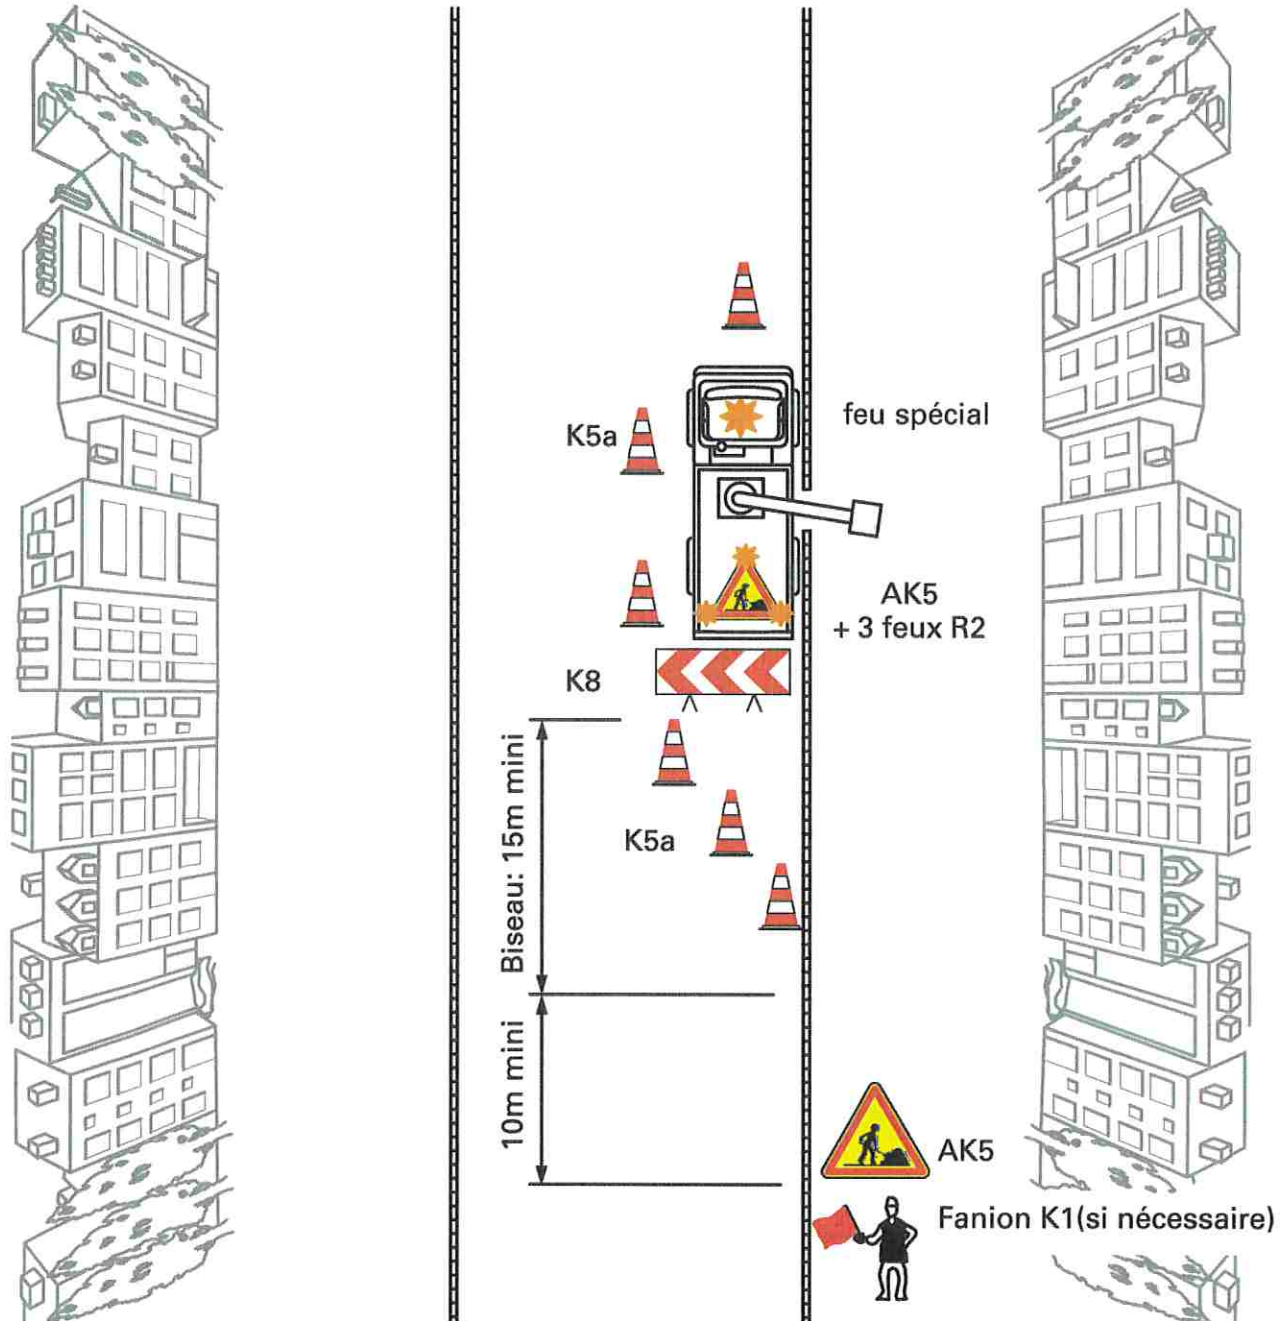 feu spécial
K5a
AK5
+ 3 feux R2
K8
Biseau: 15m mini
K5a
10m mini
AK5
Fanion K1(si nécessaire)